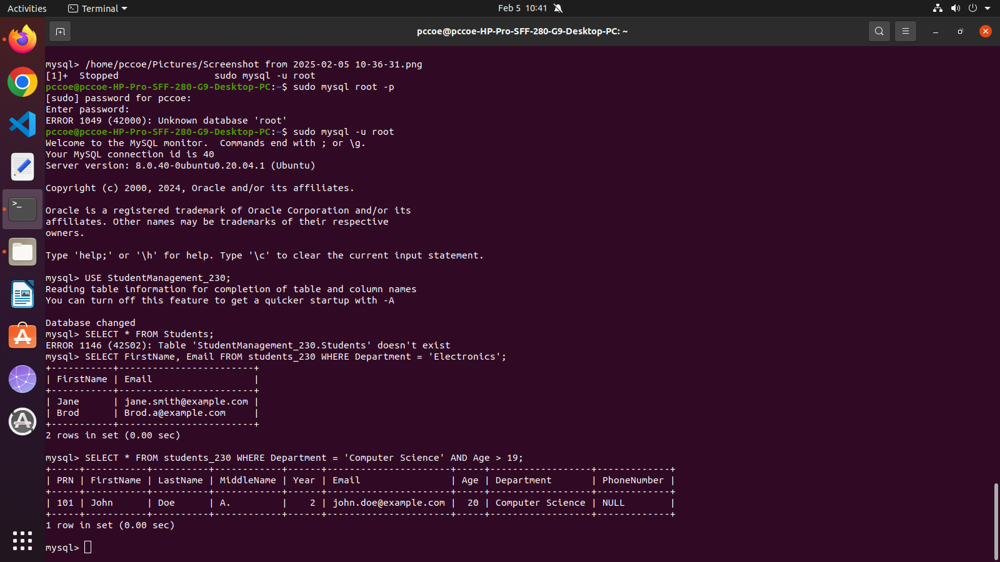 Activities Terminal Feb 5 10:41
pccoe@pccoe-HP-Pro-SFF-280-G9-Desktop-PC: ~
mysql> /home/pccoe/Pictures/Screenshot from 2025-02-05 10-36-31.png
[1]+  Stopped                 sudo mysql -u root
pccoe@pccoe-HP-Pro-SFF-280-G9-Desktop-PC:~$ sudo mysql root -p
[sudo] password for pccoe:
Enter password:
ERROR 1049 (42000): Unknown database 'root'
pccoe@pccoe-HP-Pro-SFF-280-G9-Desktop-PC:~$ sudo mysql -u root
Welcome to the MySQL monitor.  Commands end with ; or \g.
Your MySQL connection id is 40
Server version: 8.0.40-0ubuntu0.20.04.1 (Ubuntu)
Copyright (c) 2000, 2024, Oracle and/or its affiliates.
Oracle is a registered trademark of Oracle Corporation and/or its
affiliates. Other names may be trademarks of their respective
owners.
Type 'help;' or '\h' for help. Type '\c' to clear the current input statement.
mysql> USE StudentManagement_230;
Reading table information for completion of table and column names
You can turn off this feature to get a quicker startup with -A
Database changed
mysql> SELECT * FROM Students;
ERROR 1146 (42S02): Table 'StudentManagement_230.Students' doesn't exist
mysql> SELECT FirstName, Email FROM students_230 WHERE Department = 'Electronics';
+-----------+------------------------+
| FirstName | Email                  |
+-----------+------------------------+
| Jane      | jane.smith@example.com |
| Brod      | Brod.a@example.com     |
+-----------+------------------------+
2 rows in set (0.00 sec)
mysql> SELECT * FROM students_230 WHERE Department = 'Computer Science' AND Age > 19;
+-----+-----------+----------+------------+------+----------------------+-----+------------------+-------------+
| PRN | FirstName | LastName | MiddleName | Year | Email                | Age | Department       | PhoneNumber |
+-----+-----------+----------+------------+------+----------------------+-----+------------------+-------------+
| 101 | John      | Doe      | A.         |    2 | john.doe@example.com |  20 | Computer Science | NULL        |
+-----+-----------+----------+------------+------+----------------------+-----+------------------+-------------+
1 row in set (0.00 sec)
mysql>